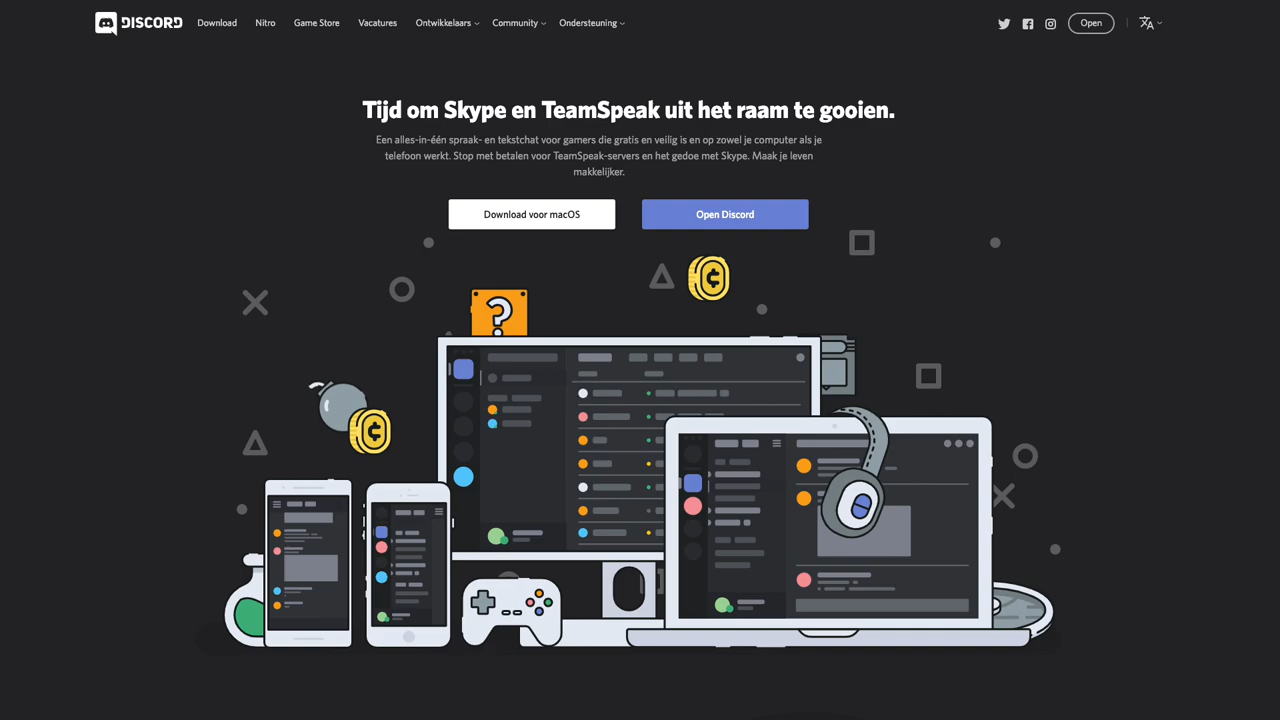 DISCORD Download Nitro Game Store Vacatures Ontwikkelaars Community Ondersteuning Open
Tijd om Skype en TeamSpeak uit het raam te gooien.
Een alles-in-één spraak- en tekstchat voor gamers die gratis en veilig is en op zowel je computer als je
telefoon werkt. Stop met betalen voor TeamSpeak-servers en het gedoe met Skype. Maak je leven
makkelijker.
Download voor macOS Open Discord
?